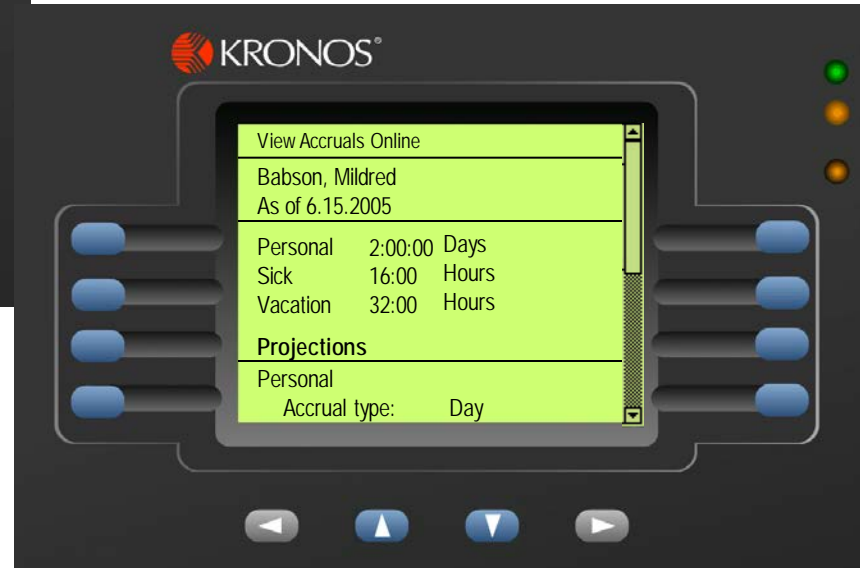 KRONOS®
View Accruals Online
Babson, Mildred
As of 6.15.2005
Personal 2:00:00 Days
Sick 16:00 Hours
Vacation 32:00 Hours
Projections
Personal
Accrual type: Day